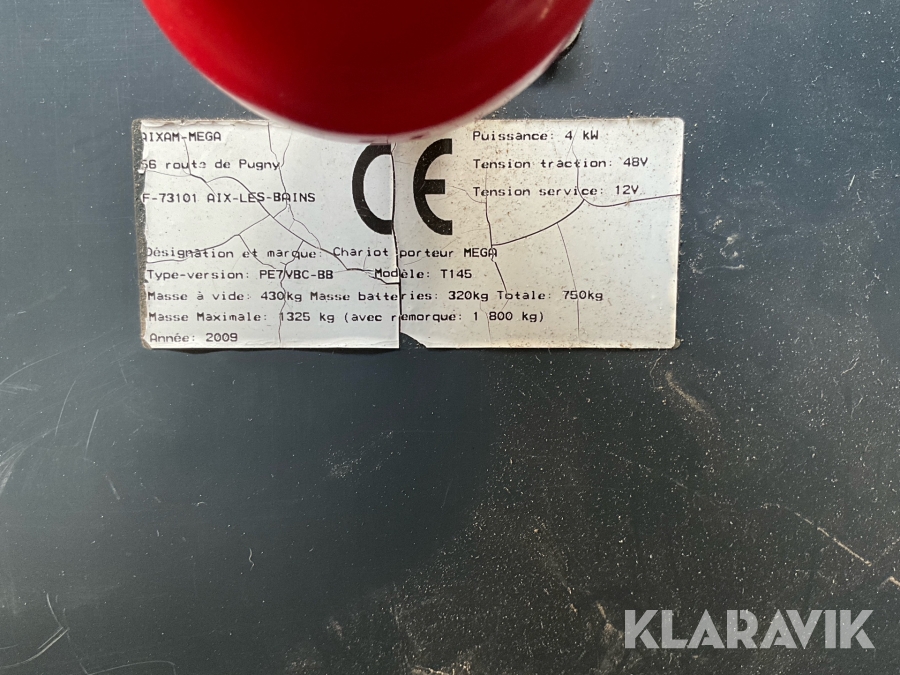 AIXAM-MEGA
56 route de Pugny
F-73101 AIX-LES-BAINS
CE
Puissance: 4 kW
Tension traction: 48V
Tension service: 12V
Désignation et marque: Chariot porteur MEGA
Type-version: PE7VBC-BB Modèle: T145
Masse à vide: 430kg Masse batteries: 320kg Totale: 750kg
Masse Maximale: 1325 kg (avec remorque: 1 800 kg)
Année: 2009
KLARAVIK